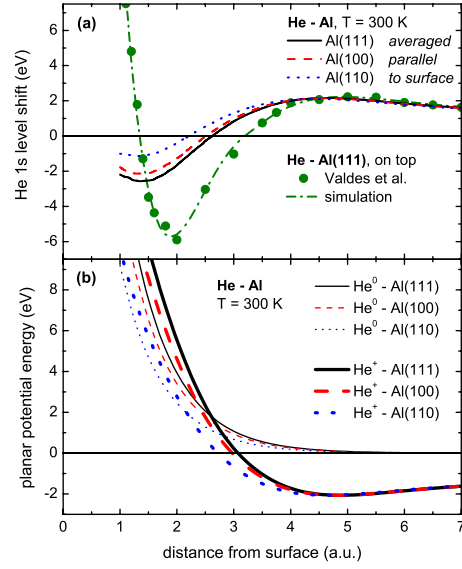 (a)
He - Al, T = 300 K
Al(111) averaged
Al(100) parallel
Al(110) to surface
He - Al(111), on top
Valdes et al.
simulation
He 1s level shift (eV)
6
4
2
0
-2
-4
-6
(b)
He - Al
T = 300 K
He⁰ - Al(111)
He⁰ - Al(100)
He⁰ - Al(110)
He⁺ - Al(111)
He⁺ - Al(100)
He⁺ - Al(110)
planar potential energy (eV)
8
6
4
2
0
-2
0 1 2 3 4 5 6 7
distance from surface (a.u.)